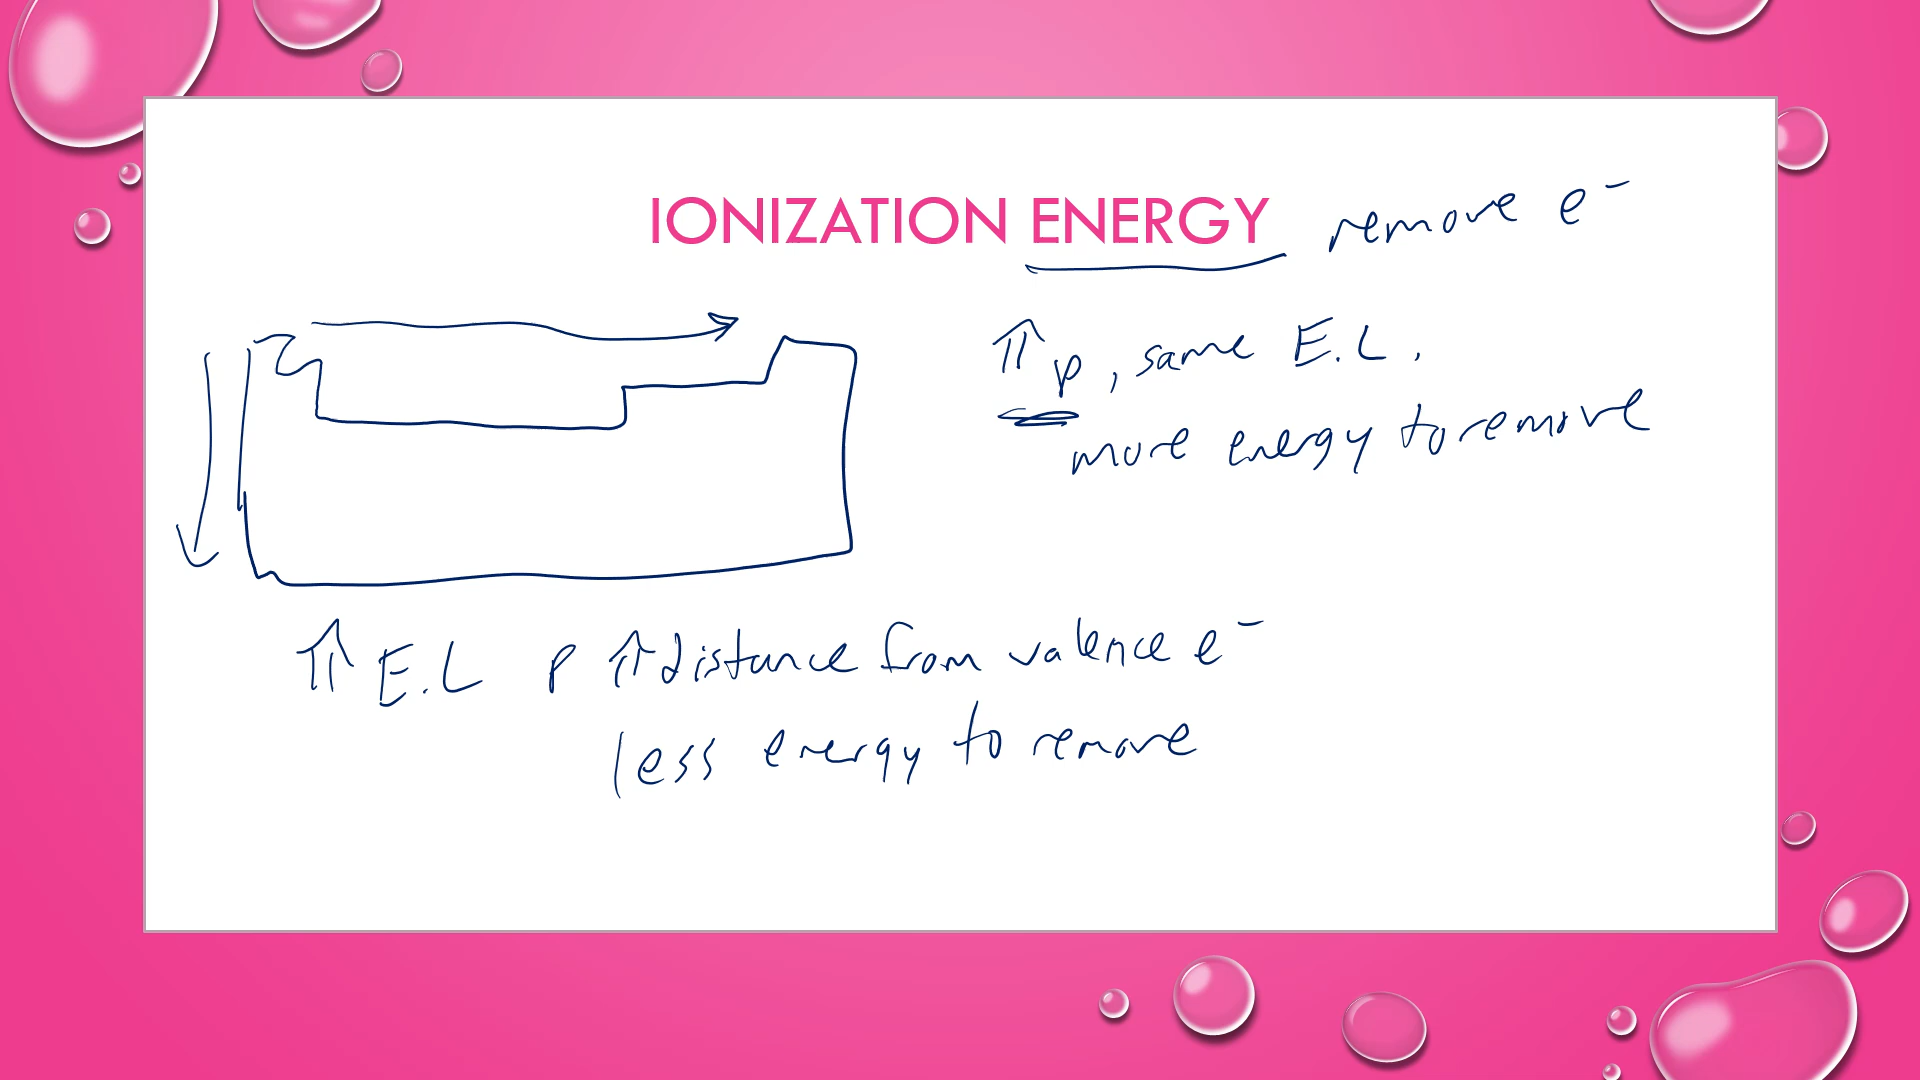 IONIZATION ENERGY remove e⁻
⇑p, same E.L.
more energy to remove
⇑ E.L p ⇑ distance from valence e⁻
less energy to remove